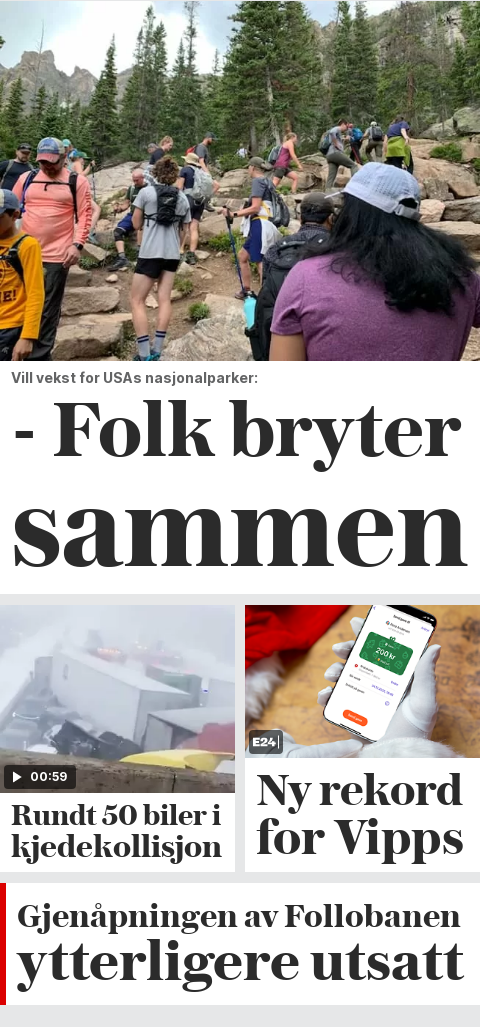 Vill vekst for USAs nasjonalparker:
- Folk bryter
sammen
200 kr
E24
00:59
Rundt 50 biler i
kjedekollisjon
Ny rekord
for Vipps
Gjenåpningen av Follobanen
ytterligere utsatt